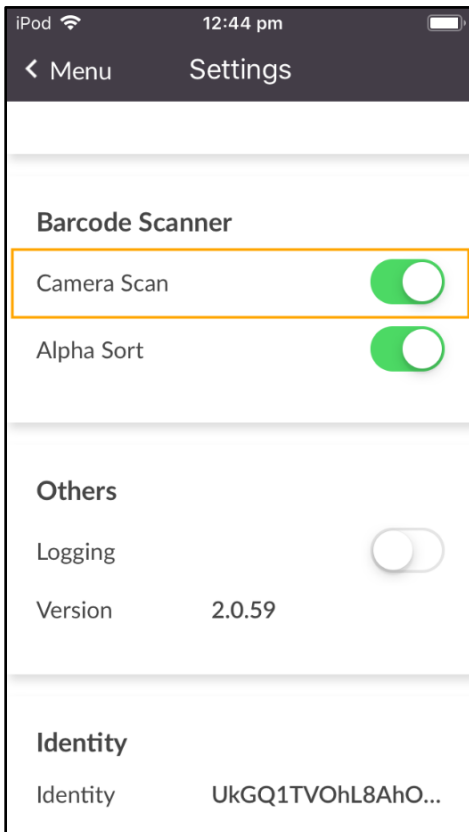 iPod 12:44 pm
Menu Settings
Barcode Scanner
Camera Scan
Alpha Sort
Others
Logging
Version 2.0.59
Identity
Identity UkGQ1TVOhL8AhO...